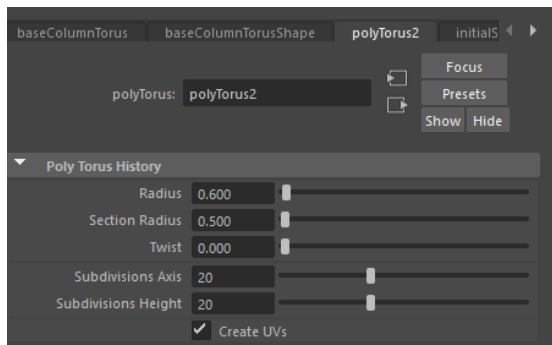 baseColumnTorus baseColumnTorusShape polyTorus2 initialS
Focus
polyTorus: polyTorus2 Presets
Show Hide
Poly Torus History
Radius 0.600
Section Radius 0.500
Twist 0.000
Subdivisions Axis 20
Subdivisions Height 20
Create UVs